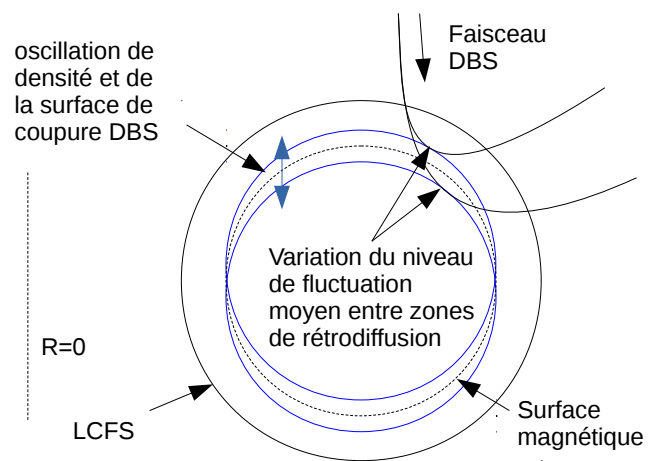 oscillation de
densité et de
la surface de
coupure DBS
Faisceau
DBS
Variation du niveau
de fluctuation
moyen entre zones
de rétrodiffusion
R=0
LCFS
Surface
magnétique